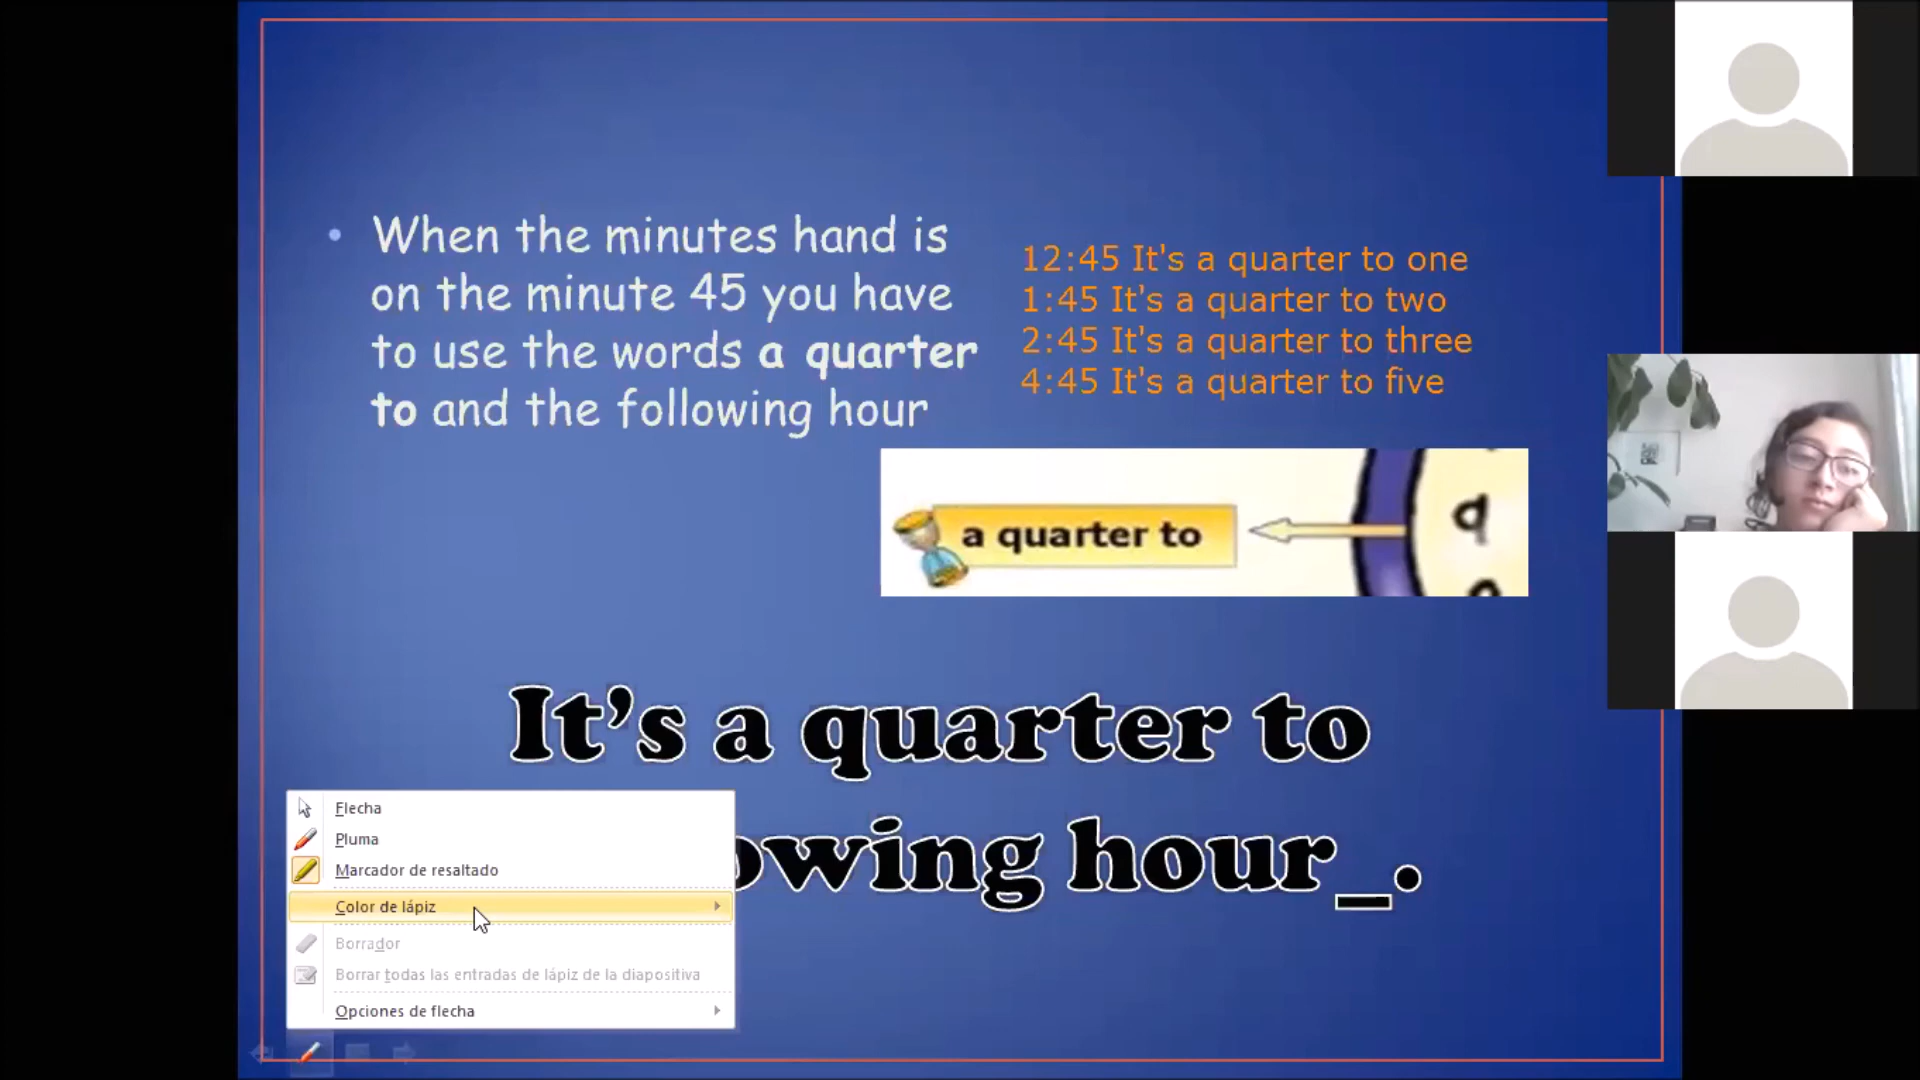 • When the minutes hand is
on the minute 45 you have
to use the words a quarter
to and the following hour
12:45 It's a quarter to one
1:45 It's a quarter to two
2:45 It's a quarter to three
4:45 It's a quarter to five
a quarter to
9
It’s a quarter to
owing hour_.
Flecha
Pluma
Marcador de resaltado
Color de lápiz
Borrador
Borrar todas las entradas de lápiz de la diapositiva
Opciones de flecha